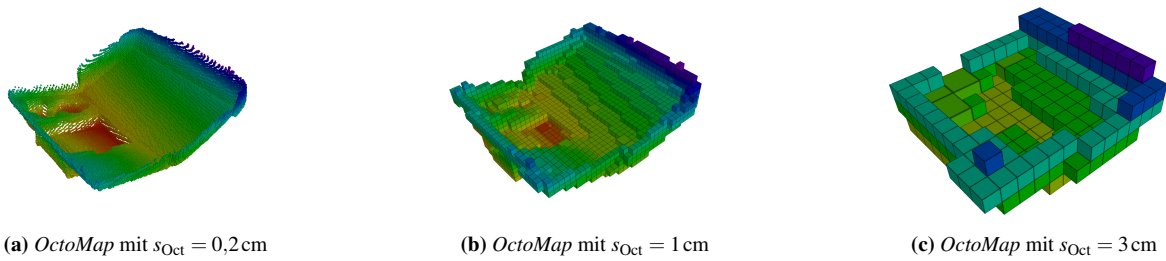 (a) OctoMap mit sOct = 0,2 cm
(b) OctoMap mit sOct = 1 cm
(c) OctoMap mit sOct = 3 cm